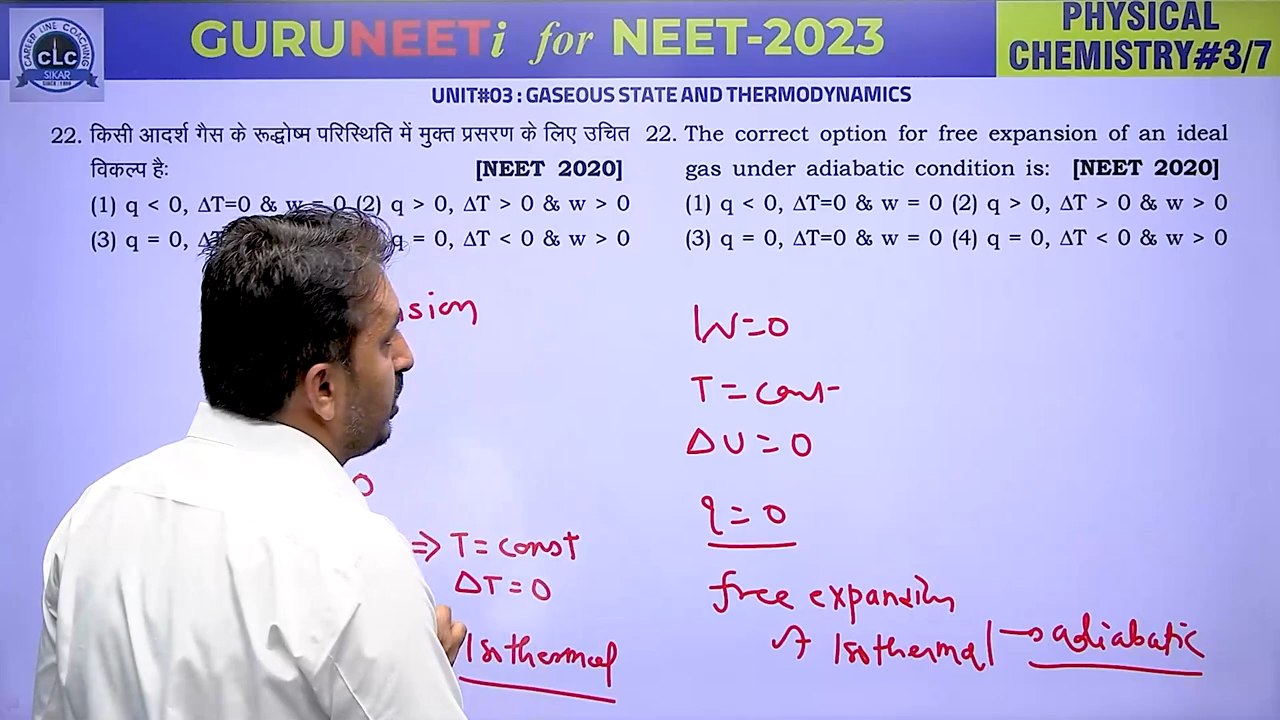 CAREER LINE COACHING
CLC
SIKAR
SINCE : 1996
GURUNEETi for NEET-2023
PHYSICAL
CHEMISTRY#3/7
UNIT#03 : GASEOUS STATE AND THERMODYNAMICS
22. किसी आदर्श गैस के रूद्धोष्म परिस्थिति में मुक्त प्रसरण के लिए उचित
विकल्प है: [NEET 2020]
(1) q < 0, ΔT=0 & w = 0 (2) q > 0, ΔT > 0 & w > 0
(3) q = 0, q = 0, ΔT < 0 & w > 0
22. The correct option for free expansion of an ideal
gas under adiabatic condition is: [NEET 2020]
(1) q < 0, ΔT=0 & w = 0 (2) q > 0, ΔT > 0 & w > 0
(3) q = 0, ΔT=0 & w = 0 (4) q = 0, ΔT < 0 & w > 0
⇒ T = const
ΔT = 0
Isothermal
W=0
T = const
ΔU = 0
q = 0
free expansion
Isothermal → adiabatic